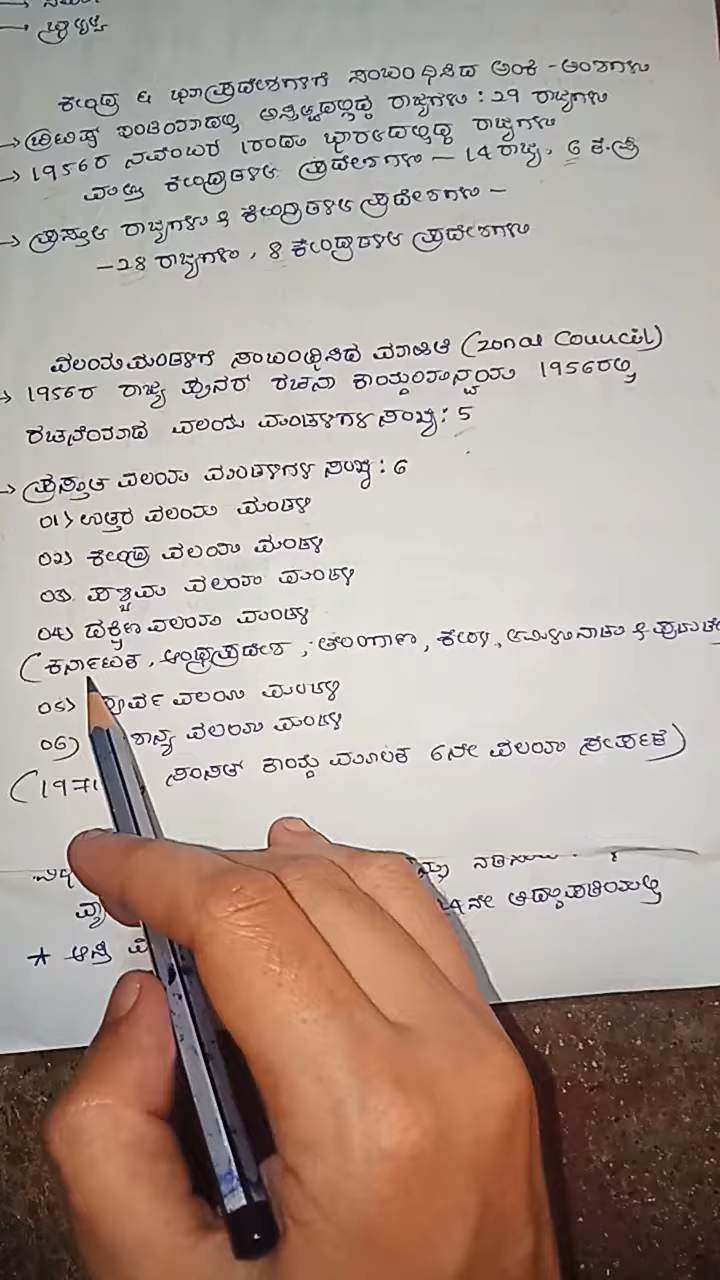 ಕೇಂದ್ರ & ಭೂಪ್ರದೇಶಗಳಿಗೆ ಸಂಬಂಧಿಸಿದ ಅಂಕಿ-ಅಂಶಗಳು
→ ಬ್ರಿಟಿಷ್ ಇಂಡಿಯಾದಲ್ಲಿ ಅಸ್ತಿತ್ವದಲ್ಲಿದ್ದ ರಾಜ್ಯಗಳು : 29 ರಾಜ್ಯಗಳು
→ 1956ರ ನವೆಂಬರ 1ರಂದು ಭಾರತದಲ್ಲಿದ್ದ ರಾಜ್ಯಗಳು
ಮತ್ತು ಕೇಂದ್ರಾಡಳಿತ ಪ್ರದೇಶಗಳು – 14 ರಾಜ್ಯ, 6 ಕೆ.ಪ್ರ
→ ಪ್ರಸ್ತುತ ರಾಜ್ಯಗಳು & ಕೇಂದ್ರಾಡಳಿತ ಪ್ರದೇಶಗಳು –
– 28 ರಾಜ್ಯಗಳು, 8 ಕೇಂದ್ರಾಡಳಿತ ಪ್ರದೇಶಗಳು
ವಲಯಮಂಡಳಿಗೆ ಸಂಬಂಧಿಸಿದ ಮಾಹಿತಿ (Zonal Council)
→ 1956ರ ರಾಜ್ಯ ಪುನರ್ ರಚನಾ ಕಾಯ್ದೆಯನ್ವಯ 1956ರಲ್ಲಿ
ರಚನೆಯಾದ ವಲಯ ಮಂಡಳಿಗಳ ಸಂಖ್ಯೆ : 5
→ ಪ್ರಸ್ತುತ ವಲಯ ಮಂಡಳಿಗಳ ಸಂಖ್ಯೆ : 6
01) ಉತ್ತರ ವಲಯ ಮಂಡಳಿ
02) ಕೇಂದ್ರ ವಲಯ ಮಂಡಳಿ
03) ಪಶ್ಚಿಮ ವಲಯ ಮಂಡಳಿ
04) ದಕ್ಷಿಣ ವಲಯ ಮಂಡಳಿ
(ಕರ್ನಾಟಕ, ಆಂಧ್ರಪ್ರದೇಶ, ತೆಲಂಗಾಣ, ಕೇರಳ, ತಮಿಳುನಾಡು &
05) ಪೂರ್ವ ವಲಯ ಮಂಡಳಿ
06) ಈಶಾನ್ಯ ವಲಯ ಮಂಡಳಿ
(1971 ಸಂಸತ್ ಕಾಯ್ದೆ ಮೂಲಕ 6ನೇ ವಲಯ ಸೇರ್ಪಡೆ)